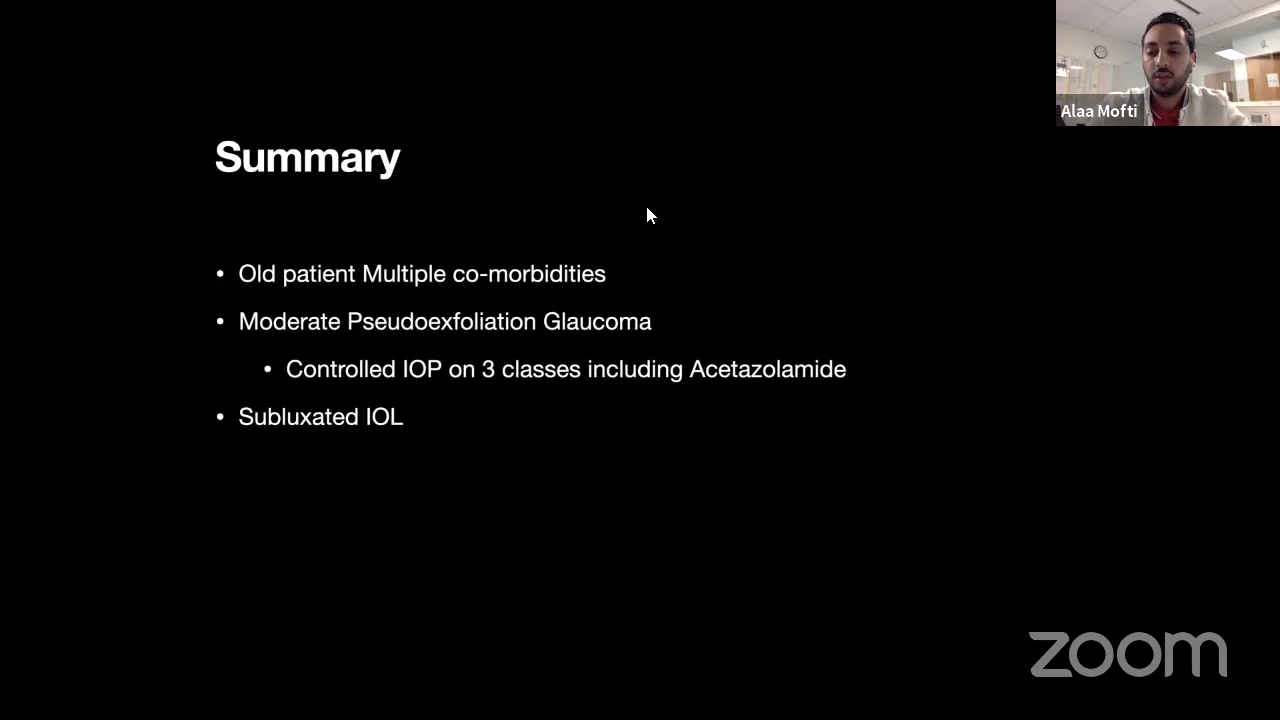 Alaa Mofti
Summary
• Old patient Multiple co-morbidities
• Moderate Pseudoexfoliation Glaucoma
• Controlled IOP on 3 classes including Acetazolamide
• Subluxated IOL
zoom